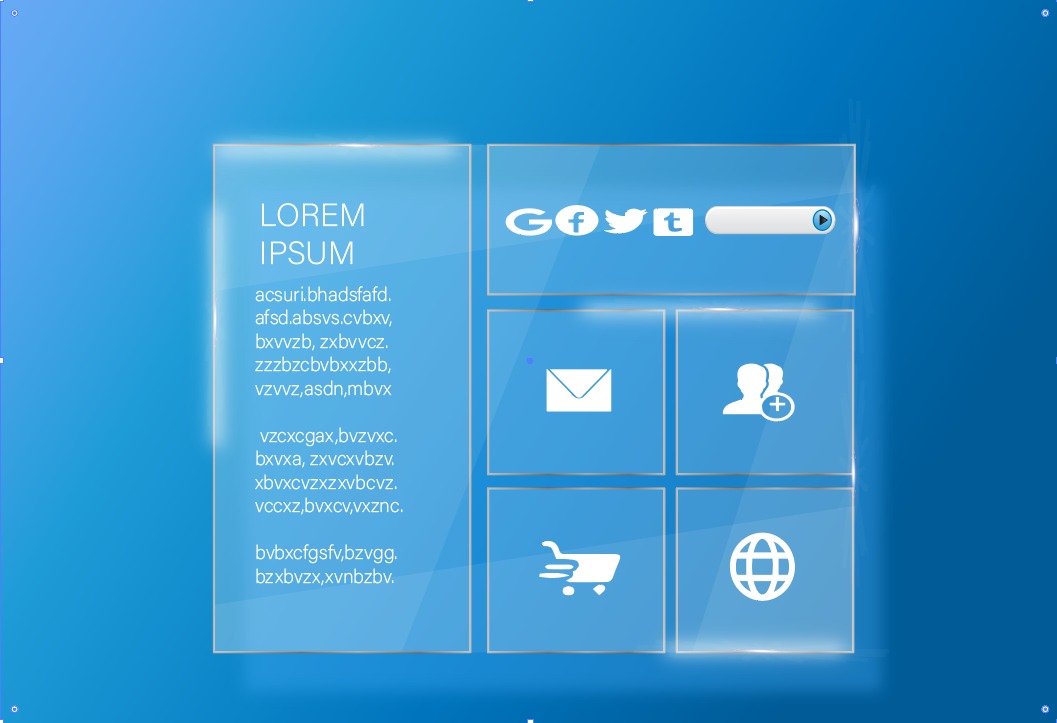 LOREM
IPSUM
acsuri.bhadsfafd.
afsd.absvs.cvbxv,
bxvvzb, zxbvvcz.
zzzbzcbvbxxzbb,
vzvvz,asdn,mbvx
vzcxcgax,bvzvxc.
bxvxa, zxvcxvbzv.
xbvxcvzxzxvbcvz.
vccxz,bvxcv,vxznc.
bvbxcfgsfv,bzvgg.
bzxbvzx,xvnbzbv.
G f t